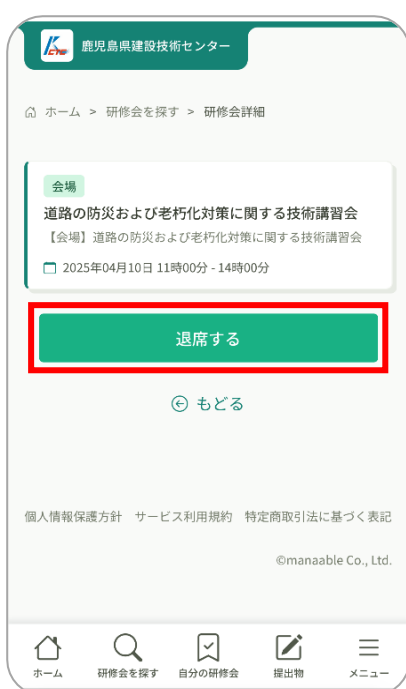 KCTC
鹿児島県建設技術センター
ホーム > 研修会を探す > 研修会詳細
会場
道路の防災および老朽化対策に関する技術講習会
【会場】道路の防災および老朽化対策に関する技術講習会
2025年04月10日 11時00分 - 14時00分
退席する
もどる
個人情報保護方針 サービス利用規約 特定商取引法に基づく表記
©manaable Co., Ltd.
ホーム 研修会を探す 自分の研修会 提出物 メニュー